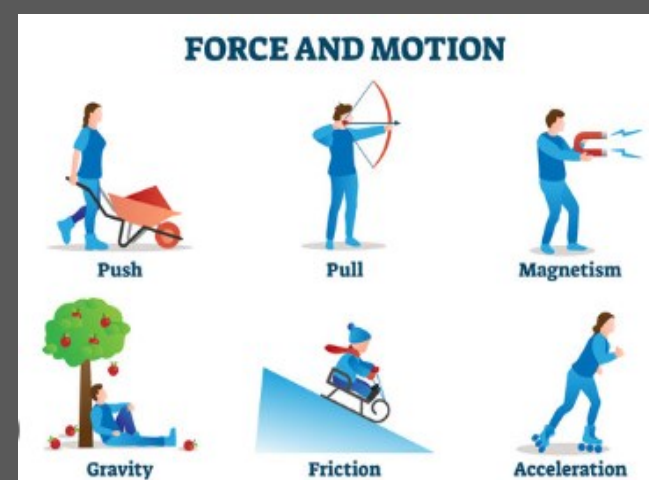 FORCE AND MOTION
Push
Pull
Magnetism
Gravity
Friction
Acceleration